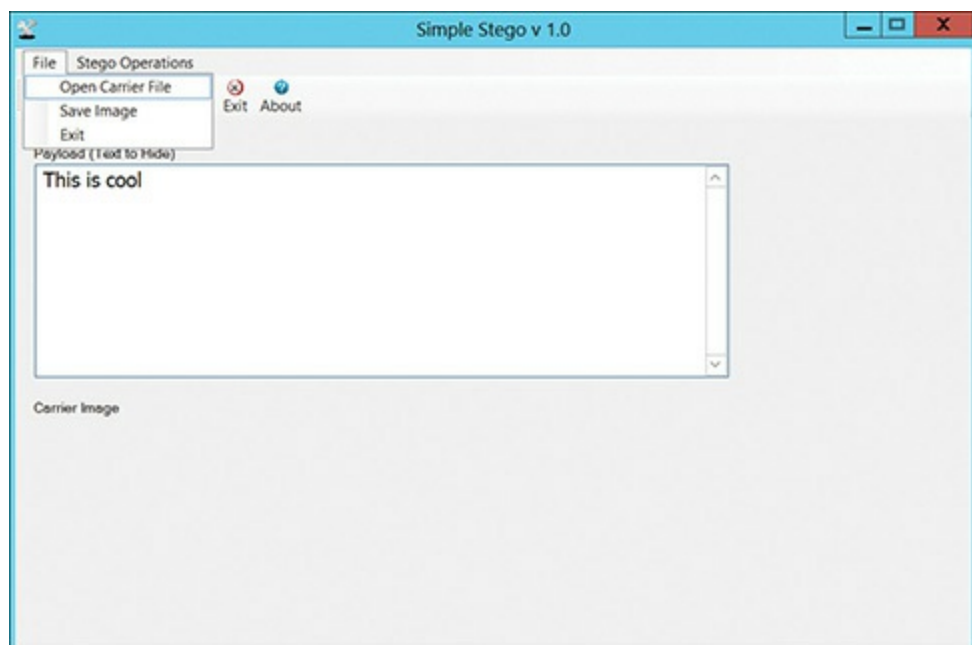 Simple Stego v 1.0
File Stego Operations
Open Carrier File
Exit About
Save Image
Exit
Payload (Text to Hide)
This is cool
Carrier Image